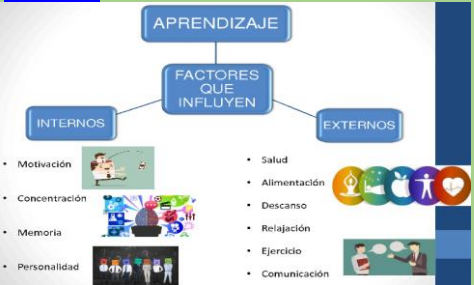 APRENDIZAJE
FACTORES
QUE
INFLUYEN
INTERNOS
EXTERNOS
• Motivación
• Concentración
• Memoria
• Personalidad
• Salud
• Alimentación
• Descanso
• Relajación
• Ejercicio
• Comunicación